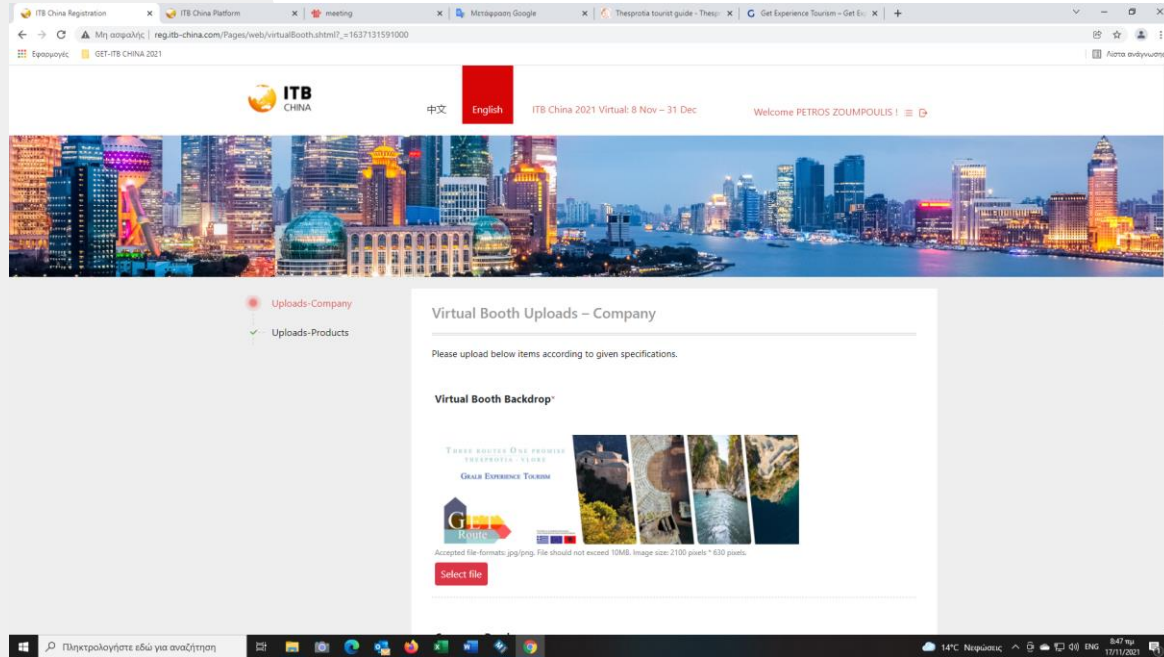 ITB China Registration
ITB China Platform
meeting
Μετάφραση Google
Thesprotia tourist guide - Thesp
Get Experience Tourism – Get Ex
Μη ασφαλής | reg.itb-china.com/Pages/web/virtualBooth.shtml?_=1637131591000
Εφαρμογές
GET-ITB CHINA 2021
Λίστα ανάγνωσης
ITB
CHINA
中文
English
ITB China 2021 Virtual: 8 Nov – 31 Dec
Welcome PETROS ZOUMPOULIS !
Uploads-Company
Uploads-Products
Virtual Booth Uploads – Company
Please upload below items according to given specifications.
Virtual Booth Backdrop*
THREE ROUTES ONE PROMISE
THESPROTIA - VLORE
GRALB EXPERIENCE TOURISM
GET
Route
Accepted file-formats: jpg/png. File should not exceed 10MB. Image size: 2100 pixels * 630 pixels.
Select file
Πληκτρολογήστε εδώ για αναζήτηση
14°C Νεφώσεις
ENG
8:47 πμ
17/11/2021